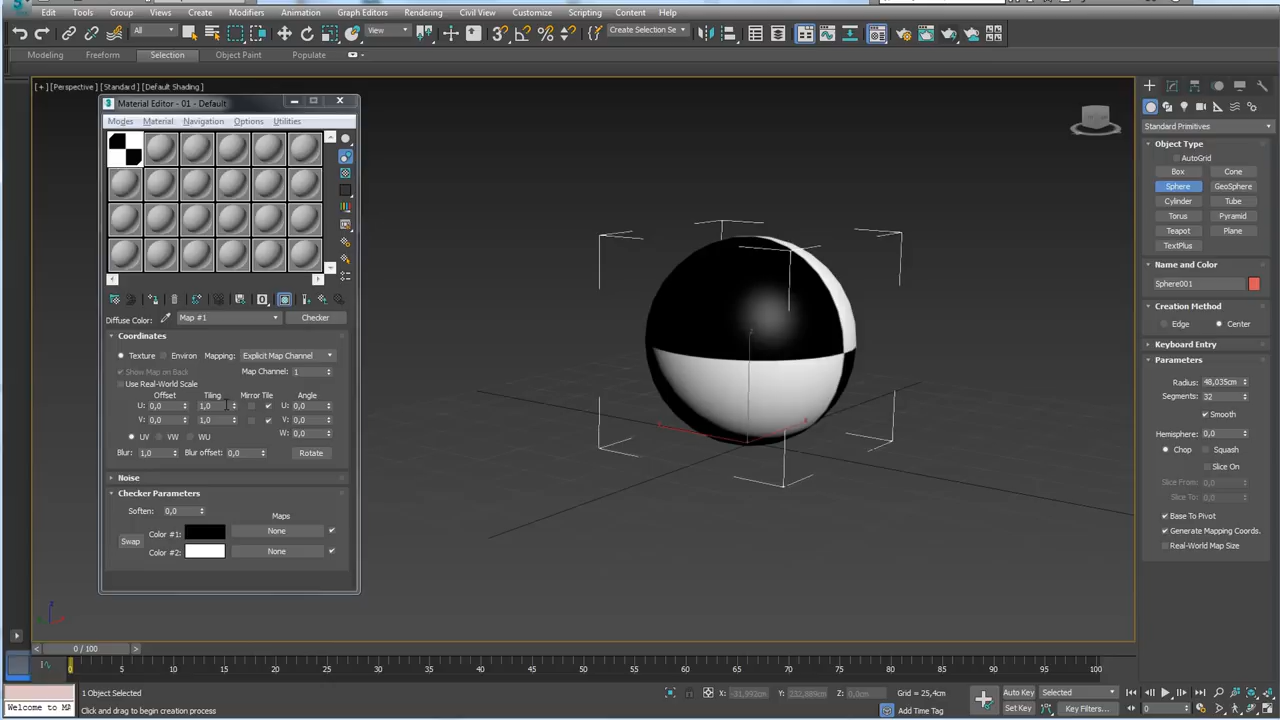 Edit Tools Group Views Create Modifiers Animation Graph Editors Rendering Civil View Customize Scripting Content Help
All View Create Selection Se
Modeling Freeform Selection Object Paint Populate
[+] [Perspective] [Standard] [Default Shading]
Material Editor - 01 - Default
Modes Material Navigation Options Utilities
Diffuse Color: Map #1 Checker
Coordinates
Texture Environ Mapping: Explicit Map Channel
Show Map on Back Map Channel: 1
Use Real-World Scale
Offset Tiling Mirror Tile Angle
U: 0,0 1,0 U: 0,0
V: 0,0 1,0 V: 0,0
UV VW WU W: 0,0
Blur: 1,0 Blur offset: 0,0 Rotate
Noise
Checker Parameters
Soften: 0,0 Maps
Swap Color #1: None
Color #2: None
Standard Primitives
Object Type
AutoGrid
Box Cone
Sphere GeoSphere
Cylinder Tube
Torus Pyramid
Teapot Plane
TextPlus
Name and Color
Sphere001
Creation Method
Edge Center
Keyboard Entry
Parameters
Radius: 48,035cm
Segments: 32
Smooth
Hemisphere: 0,0
Chop Squash
Slice On
Slice From: 0,0
Slice To: 0,0
Base To Pivot
Generate Mapping Coords.
Real-World Map Size
0 / 100
0 5 10 15 20 25 30 35 40 45 50 55 60 65 70 75 80 85 90 95 100
1 Object Selected X: -31,992cm Y: 232,889cm Z: 0,0cm Grid = 25,4cm Auto Key Selected
Welcome to MA Click and drag to begin creation process Add Time Tag Set Key Key Filters... 0